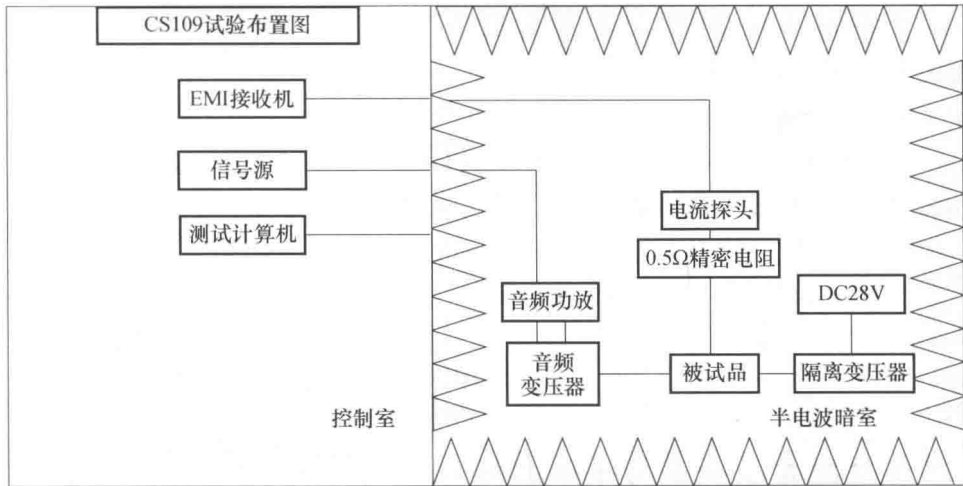 CS109试验布置图
EMI接收机
信号源
测试计算机
电流探头
0.5Ω精密电阻
音频功放
DC28V
音频
变压器
被试品
隔离变压器
控制室
半电波暗室